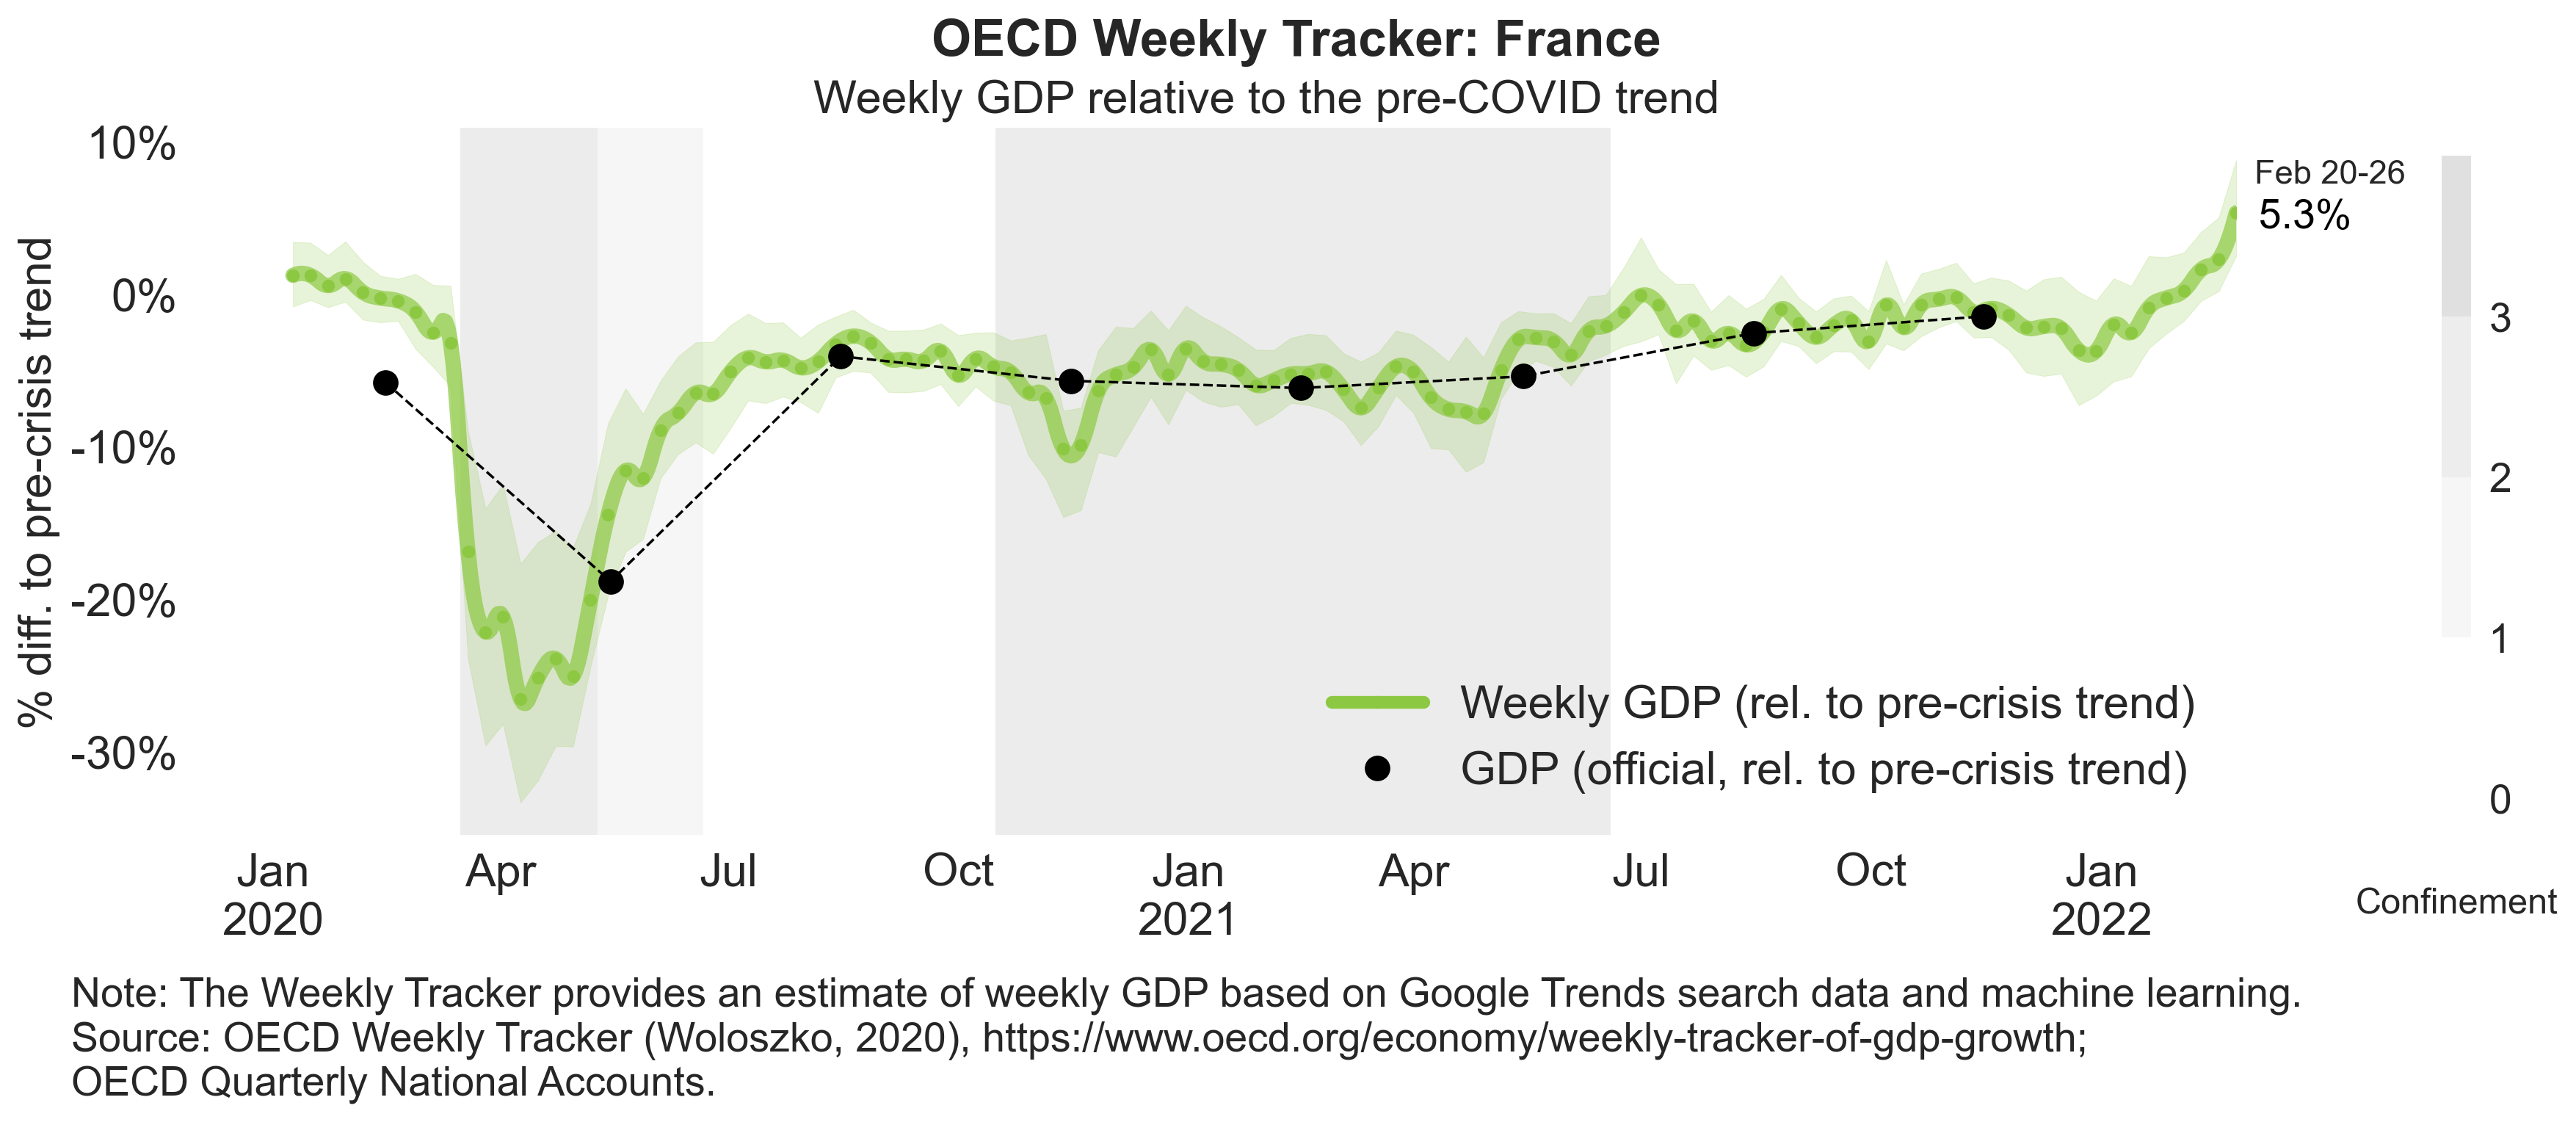 OECD Weekly Tracker: France
Weekly GDP relative to the pre-COVID trend
% diff. to pre-crisis trend
10%
0%
-10%
-20%
-30%
Feb 20-26
5.3%
3
2
1
0
Confinement
Weekly GDP (rel. to pre-crisis trend)
GDP (official, rel. to pre-crisis trend)
Jan Apr Jul Oct Jan Apr Jul Oct Jan
2020 2021 2022
Note: The Weekly Tracker provides an estimate of weekly GDP based on Google Trends search data and machine learning.
Source: OECD Weekly Tracker (Woloszko, 2020), https://www.oecd.org/economy/weekly-tracker-of-gdp-growth;
OECD Quarterly National Accounts.